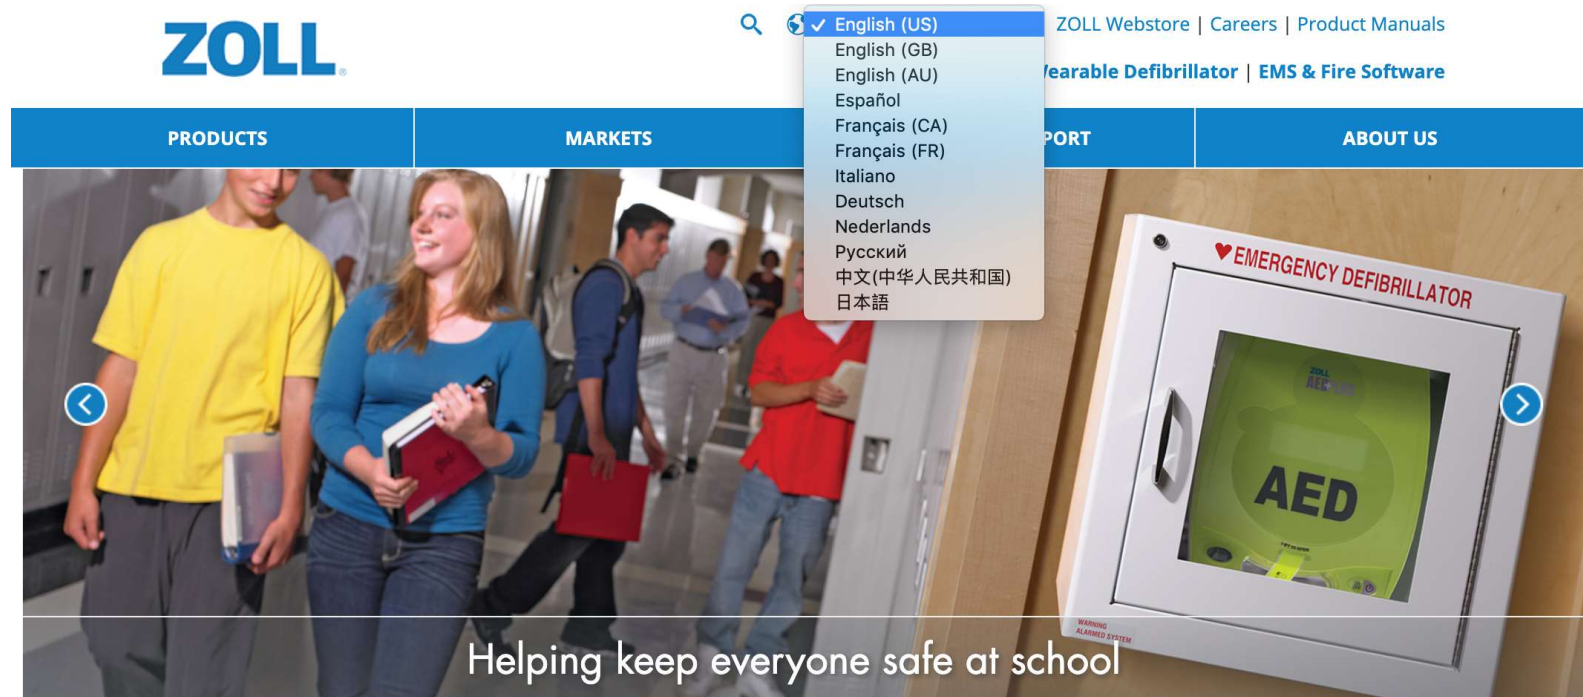 ZOLL®
English (US)
English (GB)
English (AU)
Español
Français (CA)
Français (FR)
Italiano
Deutsch
Nederlands
Русский
中文(中华人民共和国)
日本語
ZOLL Webstore | Careers | Product Manuals
Defibrillator | EMS & Fire Software
PRODUCTS
MARKETS
ABOUT US
EMERGENCY DEFIBRILLATOR
ZOLL
AED
WARNING
ALARMED SYSTEM
Helping keep everyone safe at school